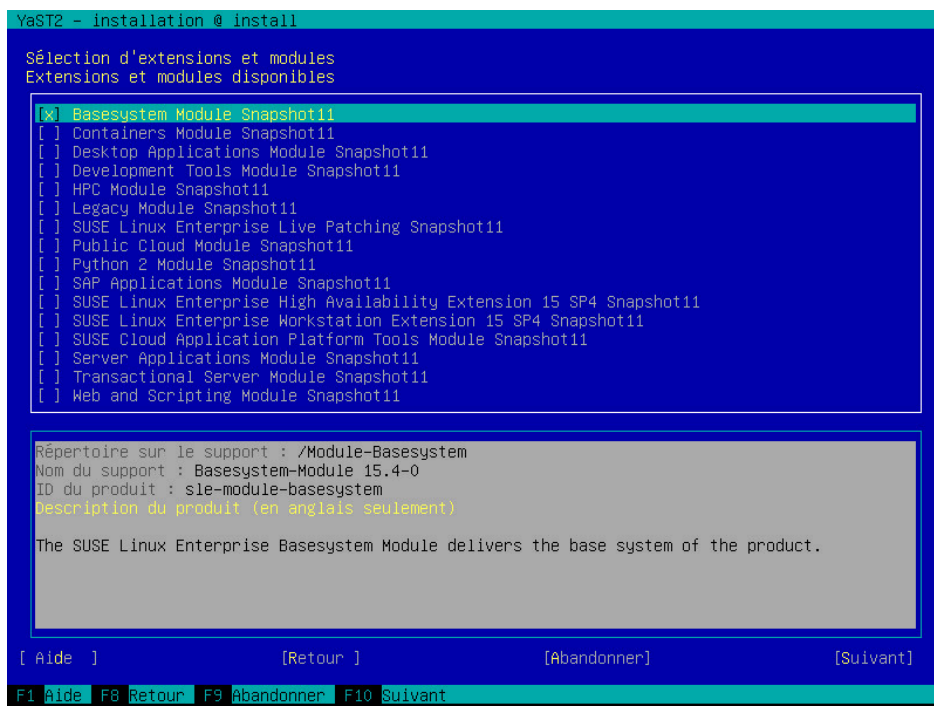 YaST2 - installation @ install
Sélection d'extensions et modules
Extensions et modules disponibles
[x] Basesystem Module Snapshot11
[ ] Containers Module Snapshot11
[ ] Desktop Applications Module Snapshot11
[ ] Development Tools Module Snapshot11
[ ] HPC Module Snapshot11
[ ] Legacy Module Snapshot11
[ ] SUSE Linux Enterprise Live Patching Snapshot11
[ ] Public Cloud Module Snapshot11
[ ] Python 2 Module Snapshot11
[ ] SAP Applications Module Snapshot11
[ ] SUSE Linux Enterprise High Availability Extension 15 SP4 Snapshot11
[ ] SUSE Linux Enterprise Workstation Extension 15 SP4 Snapshot11
[ ] SUSE Cloud Application Platform Tools Module Snapshot11
[ ] Server Applications Module Snapshot11
[ ] Transactional Server Module Snapshot11
[ ] Web and Scripting Module Snapshot11
Répertoire sur le support : /Module-Basesystem
Nom du support : Basesystem-Module 15.4-0
ID du produit : sle-module-basesystem
Description du produit (en anglais seulement)
The SUSE Linux Enterprise Basesystem Module delivers the base system of the product.
[ Aide ] [Retour ] [Abandonner] [Suivant]
F1 Aide F8 Retour F9 Abandonner F10 Suivant